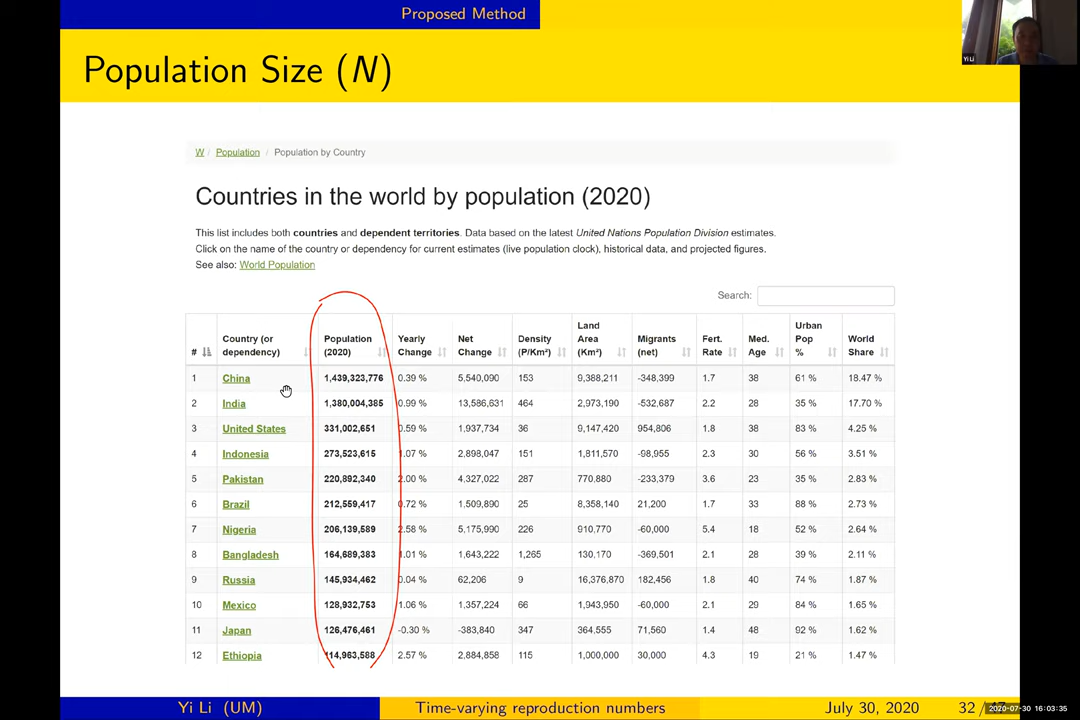 Proposed Method
Population Size (N)
Yi Li
W / Population / Population by Country
Countries in the world by population (2020)
This list includes both countries and dependent territories. Data based on the latest United Nations Population Division estimates.
Click on the name of the country or dependency for current estimates (live population clock), historical data, and projected figures.
See also: World Population
Search:
# Country (or dependency) Population (2020) Yearly Change Net Change Density (P/Km²) Land Area (Km²) Migrants (net) Fert. Rate Med. Age Urban Pop % World Share
1 China 1,439,323,776 0.39 % 5,540,090 153 9,388,211 -348,399 1.7 38 61 % 18.47 %
2 India 1,380,004,385 0.99 % 13,586,631 464 2,973,190 -532,687 2.2 28 35 % 17.70 %
3 United States 331,002,651 0.59 % 1,937,734 36 9,147,420 954,806 1.8 38 83 % 4.25 %
4 Indonesia 273,523,615 1.07 % 2,898,047 151 1,811,570 -98,955 2.3 30 56 % 3.51 %
5 Pakistan 220,892,340 2.00 % 4,327,022 287 770,880 -233,379 3.6 23 35 % 2.83 %
6 Brazil 212,559,417 0.72 % 1,509,890 25 8,358,140 21,200 1.7 33 88 % 2.73 %
7 Nigeria 206,139,589 2.58 % 5,175,990 226 910,770 -60,000 5.4 18 52 % 2.64 %
8 Bangladesh 164,689,383 1.01 % 1,643,222 1,265 130,170 -369,501 2.1 28 39 % 2.11 %
9 Russia 145,934,462 0.04 % 62,206 9 16,376,870 182,456 1.8 40 74 % 1.87 %
10 Mexico 128,932,753 1.06 % 1,357,224 66 1,943,950 -60,000 2.1 29 84 % 1.65 %
11 Japan 126,476,461 -0.30 % -383,840 347 364,555 71,560 1.4 48 92 % 1.62 %
12 Ethiopia 114,963,588 2.57 % 2,884,858 115 1,000,000 30,000 4.3 19 21 % 1.47 %
Yi Li (UM) Time-varying reproduction numbers July 30, 2020 32 /
2020-07-30 16:03:35